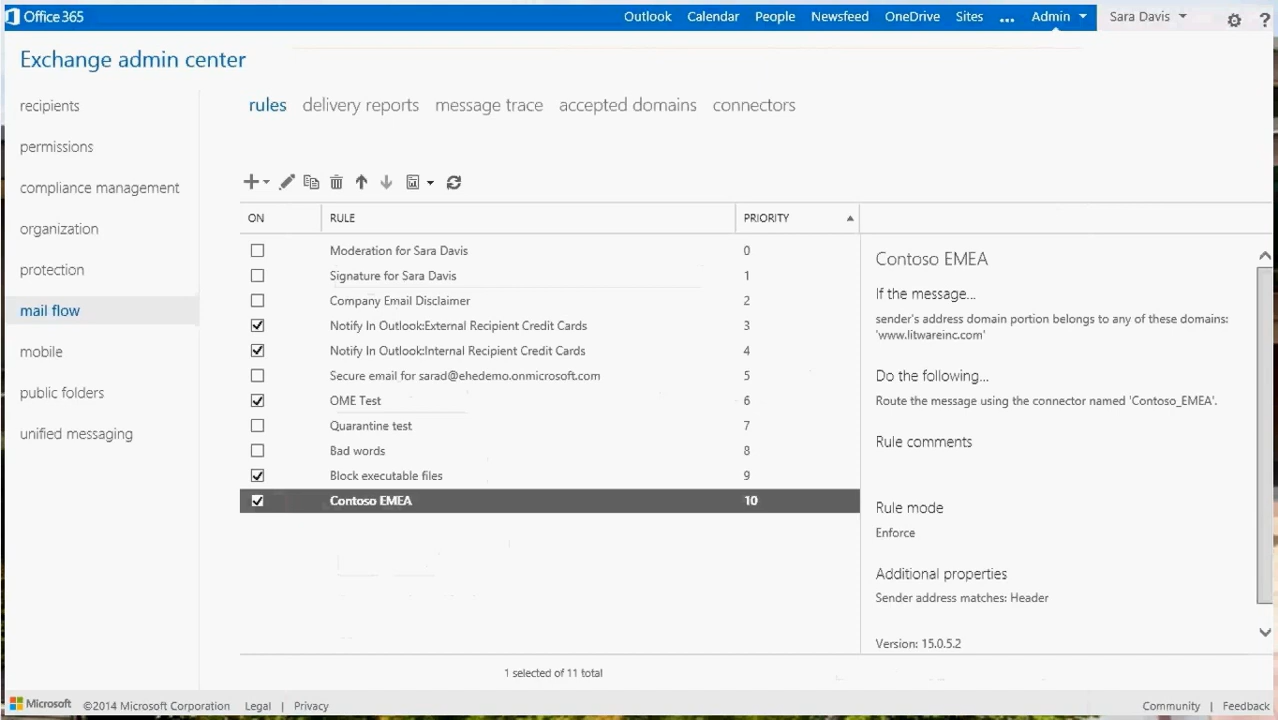 Office 365
Outlook Calendar People Newsfeed OneDrive Sites ... Admin Sara Davis ?
Exchange admin center
recipients
permissions
compliance management
organization
protection
mail flow
mobile
public folders
unified messaging
rules delivery reports message trace accepted domains connectors
ON RULE PRIORITY
Moderation for Sara Davis 0
Signature for Sara Davis 1
Company Email Disclaimer 2
Notify In Outlook:External Recipient Credit Cards 3
Notify In Outlook:Internal Recipient Credit Cards 4
Secure email for sarad@ehedemo.onmicrosoft.com 5
OME Test 6
Quarantine test 7
Bad words 8
Block executable files 9
Contoso EMEA 10
1 selected of 11 total
Contoso EMEA
If the message...
sender's address domain portion belongs to any of these domains:
'www.litwareinc.com'
Do the following...
Route the message using the connector named 'Contoso_EMEA'.
Rule comments
Rule mode
Enforce
Additional properties
Sender address matches: Header
Version: 15.0.5.2
Microsoft ©2014 Microsoft Corporation Legal | Privacy Community | Feedback